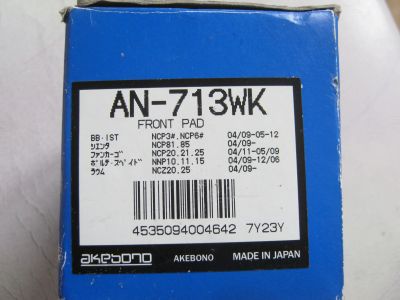 AN-713WK
FRONT PAD
BB·IST NCP3#.NCP6# 04/09-05-12
シエンタ NCP81.85 04/09-
ファンカーゴ NCP20.21.25 04/11-05/09
ポルテ·スペイド NNP10.11.15 04/09-12/06
ラウム NCZ20.25 04/09-
4535094004642 7Y23Y
akebono AKEBONO MADE IN JAPAN